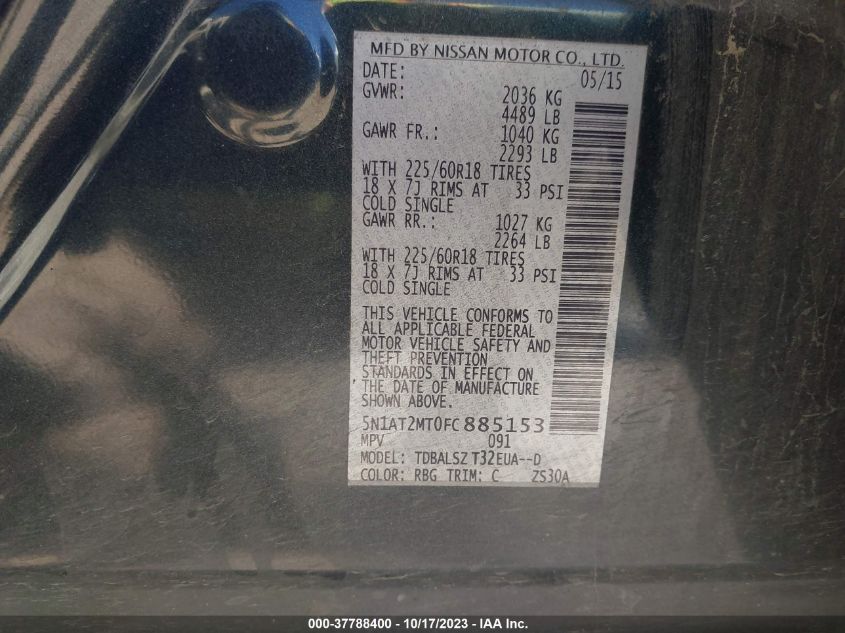 MFD BY NISSAN MOTOR CO., LTD.
DATE: 05/15
GVWR: 2036 KG
4489 LB
GAWR FR.: 1040 KG
2293 LB
WITH 225/60R18 TIRES
18 X 7J RIMS AT 33 PSI
COLD SINGLE
GAWR RR.: 1027 KG
2264 LB
WITH 225/60R18 TIRES
18 X 7J RIMS AT 33 PSI
COLD SINGLE
THIS VEHICLE CONFORMS TO
ALL APPLICABLE FEDERAL
MOTOR VEHICLE SAFETY AND
THEFT PREVENTION
STANDARDS IN EFFECT ON
THE DATE OF MANUFACTURE
SHOWN ABOVE.
5N1AT2MT0FC885153
MPV 091
MODEL: TDBALSZ T32EUA--D
COLOR: RBG TRIM: C ZS30A
000-37788400 - 10/17/2023 - IAA Inc.